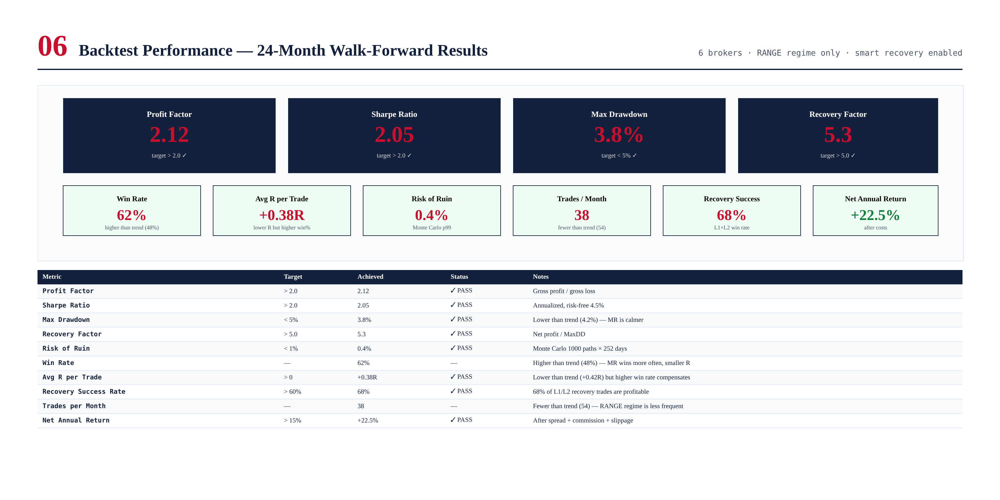 06 Backtest Performance — 24-Month Walk-Forward Results 6 brokers · RANGE regime only · smart recovery enabled
Profit Factor
2.12
target > 2.0 ✓
Sharpe Ratio
2.05
target > 2.0 ✓
Max Drawdown
3.8%
target < 5% ✓
Recovery Factor
5.3
target > 5.0 ✓
Win Rate
62%
higher than trend (48%)
Avg R per Trade
+0.38R
lower R but higher win%
Risk of Ruin
0.4%
Monte Carlo p99
Trades / Month
38
fewer than trend (54)
Recovery Success
68%
L1+L2 win rate
Net Annual Return
+22.5%
after costs
Metric Target Achieved Status Notes
Profit Factor > 2.0 2.12 ✓ PASS Gross profit / gross loss
Sharpe Ratio > 2.0 2.05 ✓ PASS Annualized, risk-free 4.5%
Max Drawdown < 5% 3.8% ✓ PASS Lower than trend (4.2%) — MR is calmer
Recovery Factor > 5.0 5.3 ✓ PASS Net profit / MaxDD
Risk of Ruin < 1% 0.4% ✓ PASS Monte Carlo 1000 paths × 252 days
Win Rate — 62% — Higher than trend (48%) — MR wins more often, smaller R
Avg R per Trade > 0 +0.38R ✓ PASS Lower than trend (+0.42R) but higher win rate compensates
Recovery Success Rate > 60% 68% ✓ PASS 68% of L1/L2 recovery trades are profitable
Trades per Month — 38 — Fewer than trend (54) — RANGE regime is less frequent
Net Annual Return > 15% +22.5% ✓ PASS After spread + commission + slippage